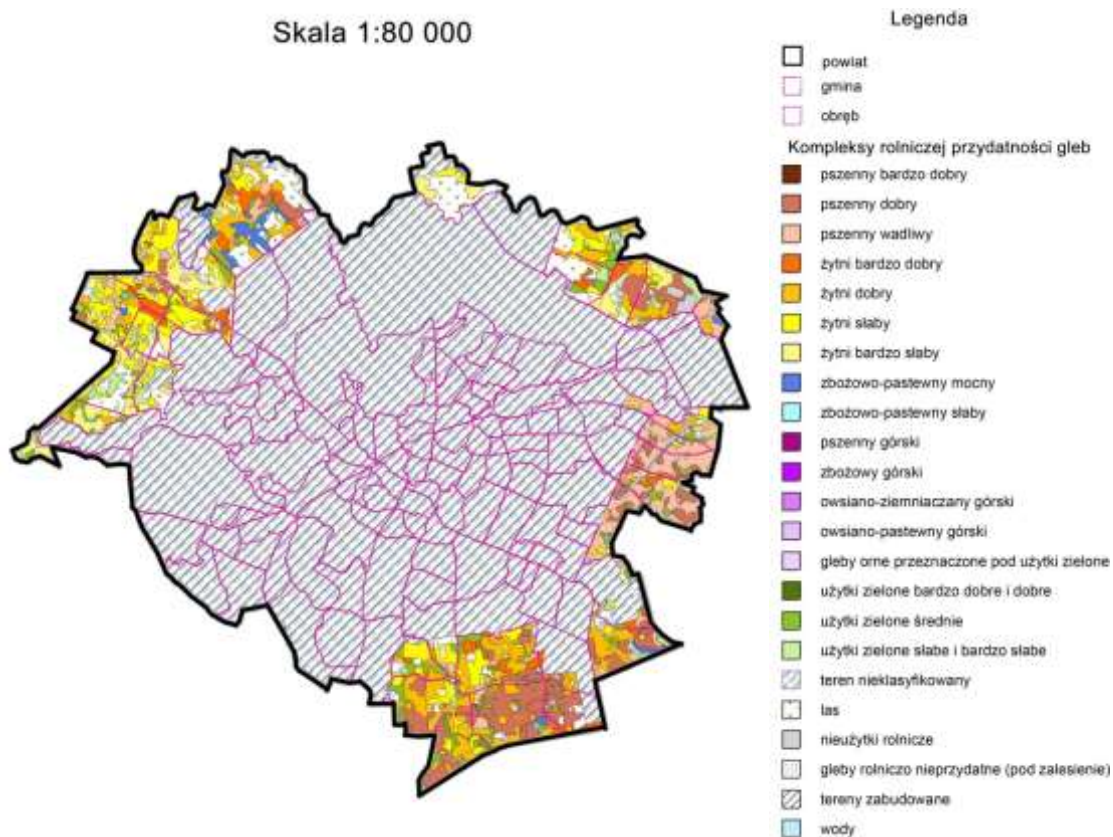 Skala 1:80 000
Legenda
powiat
gmina
obręb
Kompleksy rolniczej przydatności gleb
pszenny bardzo dobry
pszenny dobry
pszenny wadliwy
żytni bardzo dobry
żytni dobry
żytni słaby
żytni bardzo słaby
zbożowo-pastewny mocny
zbożowo-pastewny słaby
pszenny górski
zbożowy górski
owsiano-ziemniaczany górski
owsiano-pastewny górski
gleby orne przeznaczone pod użytki zielone
użytki zielone bardzo dobre i dobre
użytki zielone średnie
użytki zielone słabe i bardzo słabe
teren nieklasyfikowany
las
nieużytki rolnicze
gleby rolniczo nieprzydatne (pod zalesienie)
tereny zabudowane
wody